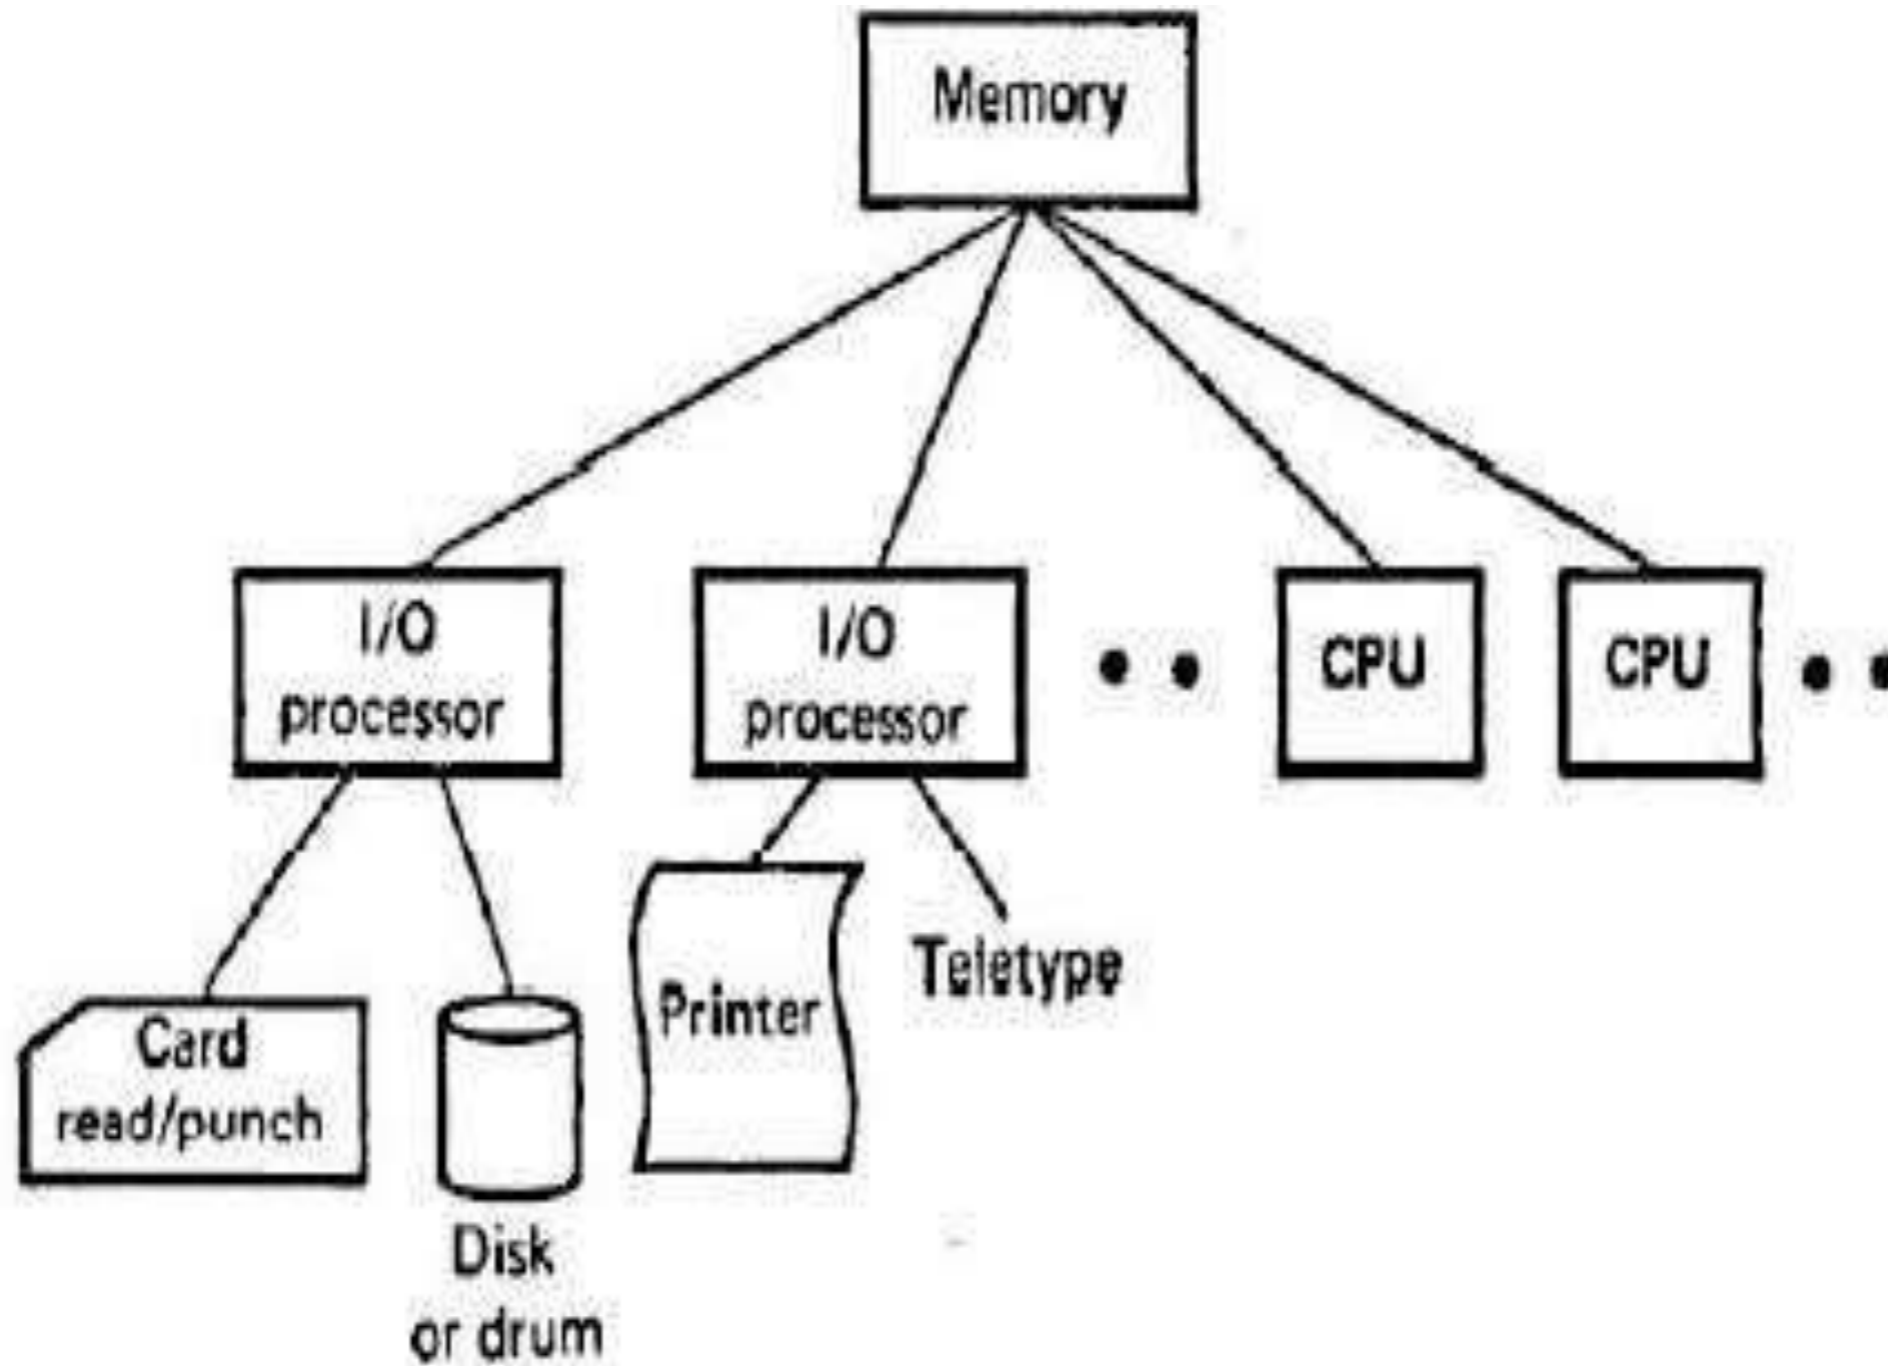 Memory
I/O
processor
I/O
processor
CPU
CPU
Card
read/punch
Disk
or drum
Printer
Teletype